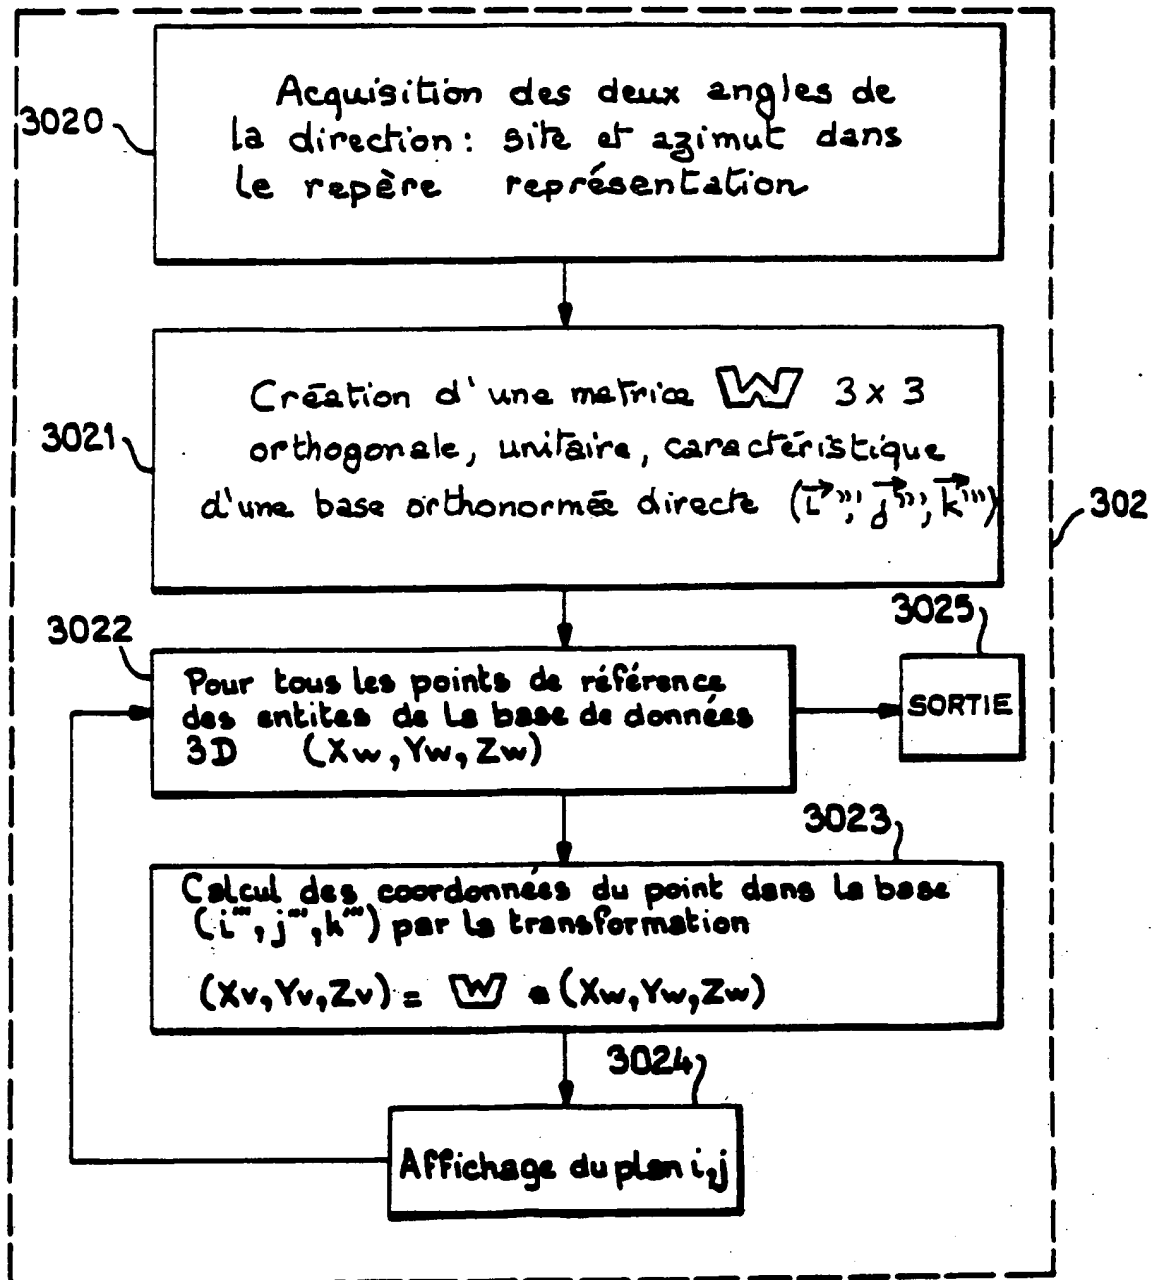 3020
Acquisition des deux angles de
la direction : site et azimut dans
le repère représentation
3021
Création d'une matrice W 3 x 3
orthogonale, unitaire, caractéristique
d'une base orthonormée directe (i''', j''', k''')
302
3022
Pour tous les points de référence
des entites de la base de données
3D (Xw, Yw, Zw)
3025
SORTIE
3023
Calcul des coordonnées du point dans la base
(i''', j''', k''') par la transformation
(Xv, Yv, Zv) = W • (Xw, Yw, Zw)
3024
Affichage du plan i,j